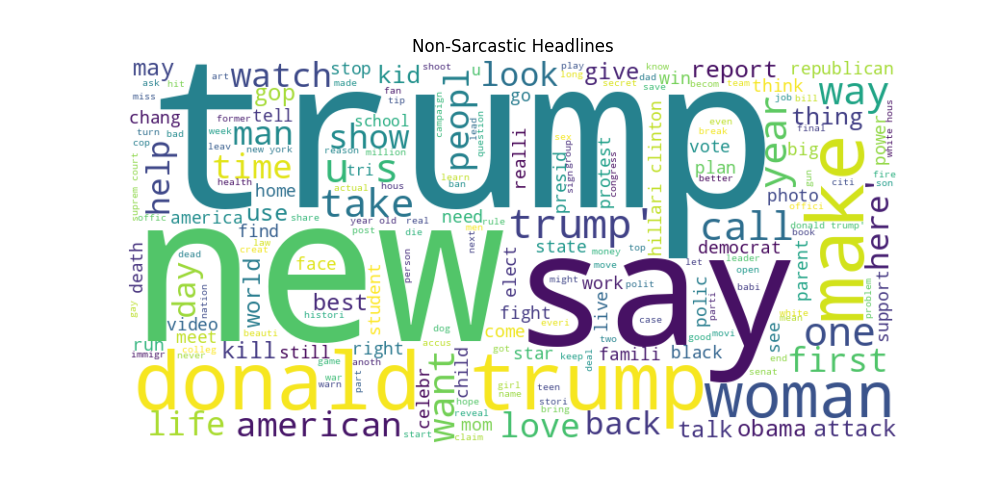 Non-Sarcastic Headlines
may
watch
stop
kid
shoot
u
look
play
long
give
know
dad
save
win
report
becom
republican
art
ask
hit
made
fan
tip
gop
peopl
campaign
lead
question
go
secret
team
think
job
bill
way
miss
chang
former
tell
school
man
show
trump
realli
vote
even
break
year
thing
final
power
white hous
turn
bad
cop
week
leav
new york
reason
million
time
u s
tri
learn
ban
sex
group
sign
presid
protest
congress
hillari clinton
plan
better
big
gun
citi
fire
son
make
help
suprem court
health
home
actual
hous
take
photo
offici
offic
america
use
share
year old
real
need
rule
men
trump'
call
book
donald trump'
here'
find
law
creat
post
die
new
next
state
money
top
democrat
leader
open
parent
problem
support
death
dead
day
nation
world
face
student
person
elect
might
move
work
polit
say
let
polic
parti
babi
gay
best
histori
live
video
beauti
fight
everi
two
case
good
movi
see
white
mean
one
meet
run
colleg
never
immigr
kill
still
right
dog
accus
come
got
star
keep
deal
famili
black
end
senat
first
game
anoth
war
warn
part
donald trump
celebr
want
child
hope
girl
name
teen
stori
bring
woman
life
american
start
reveal
mom
claim
love
back
talk
obama
attack